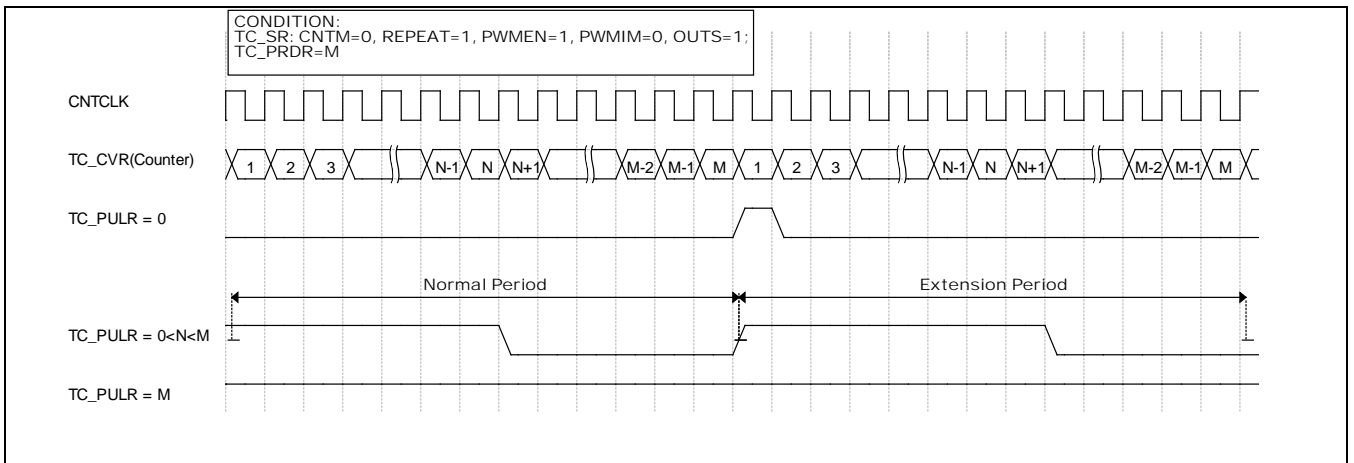 CONDITION:
TC_SR: CNTM=0, REPEAT=1, PWMEN=1, PWMIM=0, OUTS=1;
TC_PRDR=M
CNTCLK
TC_CVR(Counter) 1 2 3 N-1 N N+1 M-2 M-1 M 1 2 3 N-1 N N+1 M-2 M-1 M
TC_PULR = 0
Normal Period Extension Period
TC_PULR = 0<N<M
TC_PULR = M